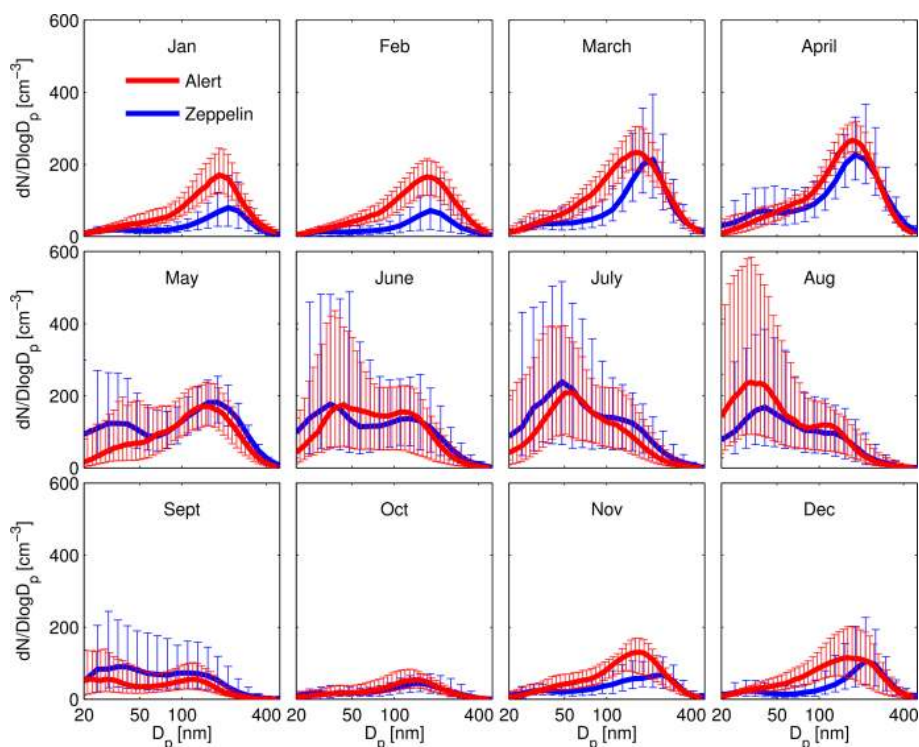 600
400
200
0
dN/DlogD_p [cm^-3]
Jan
Alert
Zeppelin
Feb
March
April
600
400
200
0
dN/DlogD_p [cm^-3]
May
June
July
Aug
600
400
200
0
dN/DlogD_p [cm^-3]
Sept
Oct
Nov
Dec
20 50 100 400 20 50 100 400 20 50 100 400 20 50 100 400
D_p [nm] D_p [nm] D_p [nm] D_p [nm]